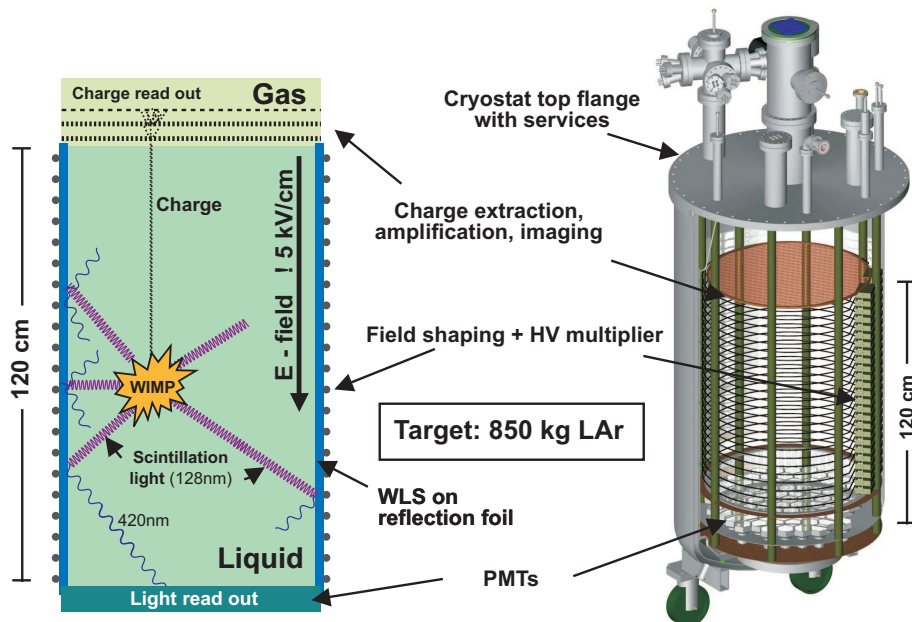 Charge read out
Gas
Charge
E - field ! 5 kV/cm
120 cm
WIMP
Scintillation
light (128nm)
420nm
Liquid
Light read out
Cryostat top flange
with services
Charge extraction,
amplification, imaging
Field shaping + HV multiplier
Target: 850 kg LAr
WLS on
reflection foil
PMTs
120 cm